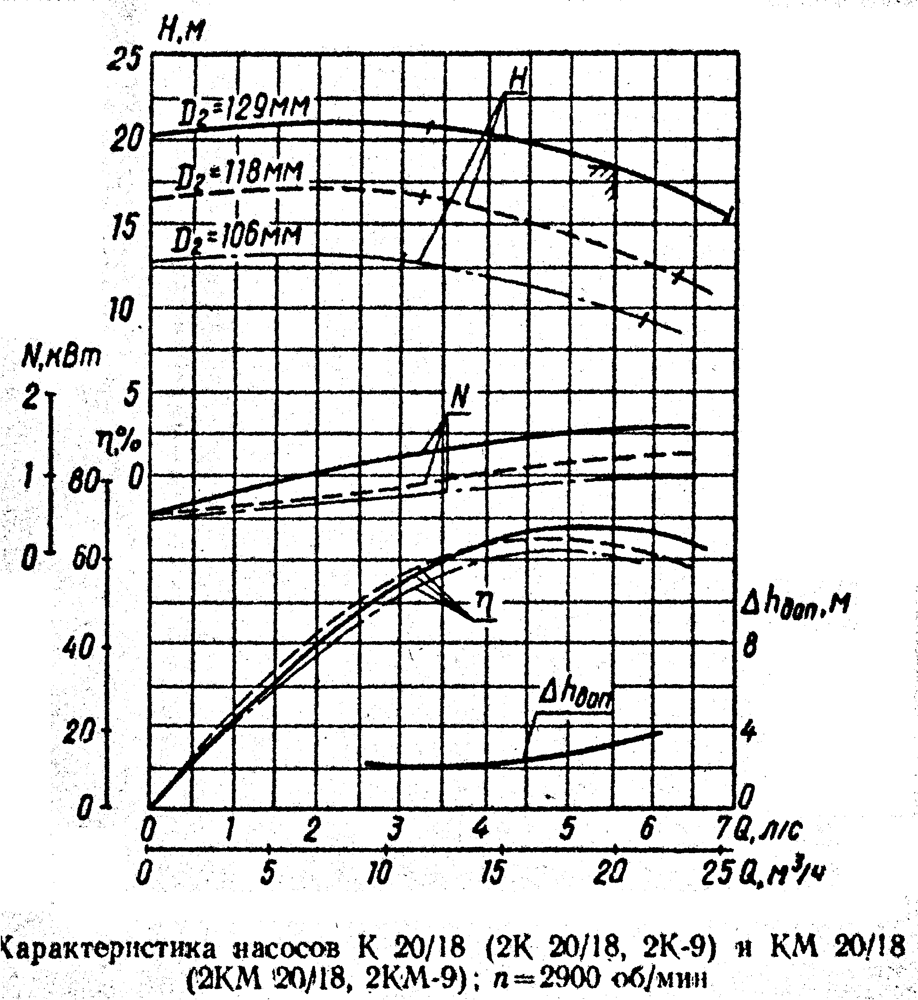 H,м
25
H
D₂=129мм
20
D₂=118мм
15
D₂=106мм
10
N,кВт
2
5
N
η,%
1
80
0
0
60
η
Δhдоп,м
40
8
Δhдоп
20
4
0
0
0 1 2 3 4 5 6 7 Q,л/с
0 5 10 15 20 25 Q,м³/ч
Характеристика насосов К 20/18 (2К 20/18, 2К-9) и КМ 20/18
(2КМ 20/18, 2КМ-9); n=2900 об/мин